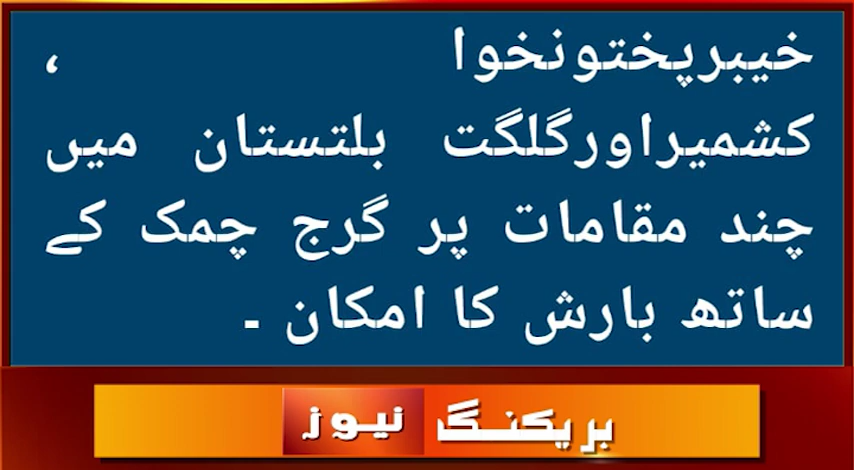 خیبرپختونخوا ،
کشمیراورگلگت بلتستان میں
چند مقامات پر گرج چمک کے
ساتھ بارش کا امکان ۔
بریکنگ نیوز